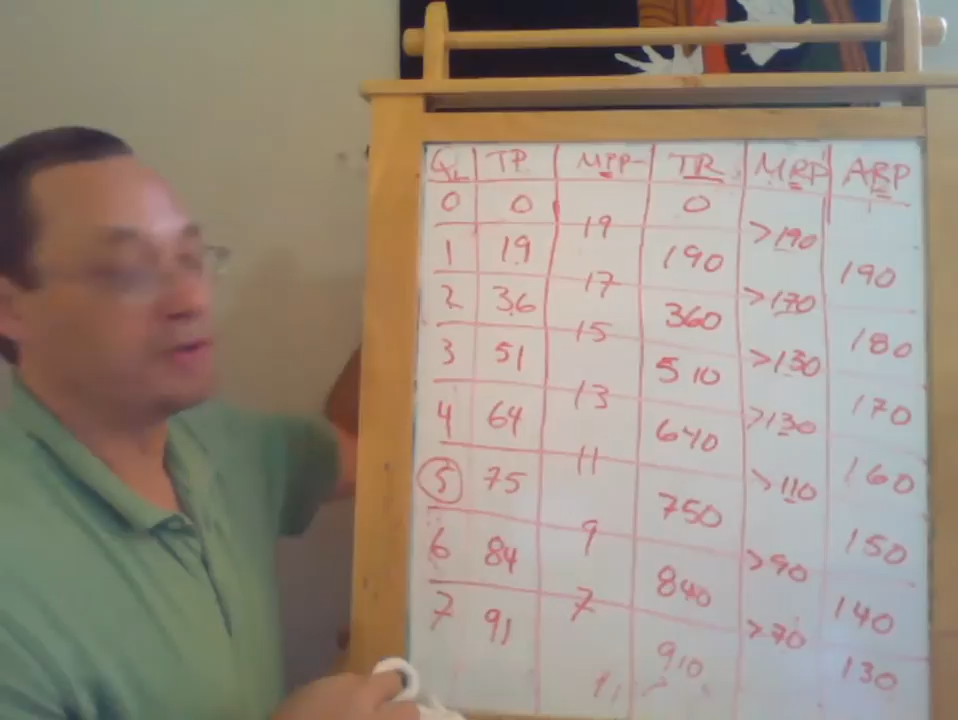 QL TP MPP TR MRP ARP
0 0 0
19 >190
1 19 190 190
17 >170
2 36 360 180
15 >130
3 51 510 170
13 >130
4 64 640 160
11 >110
5 75 750 150
9 >90
6 84 840 140
7 >70
7 91 910 130